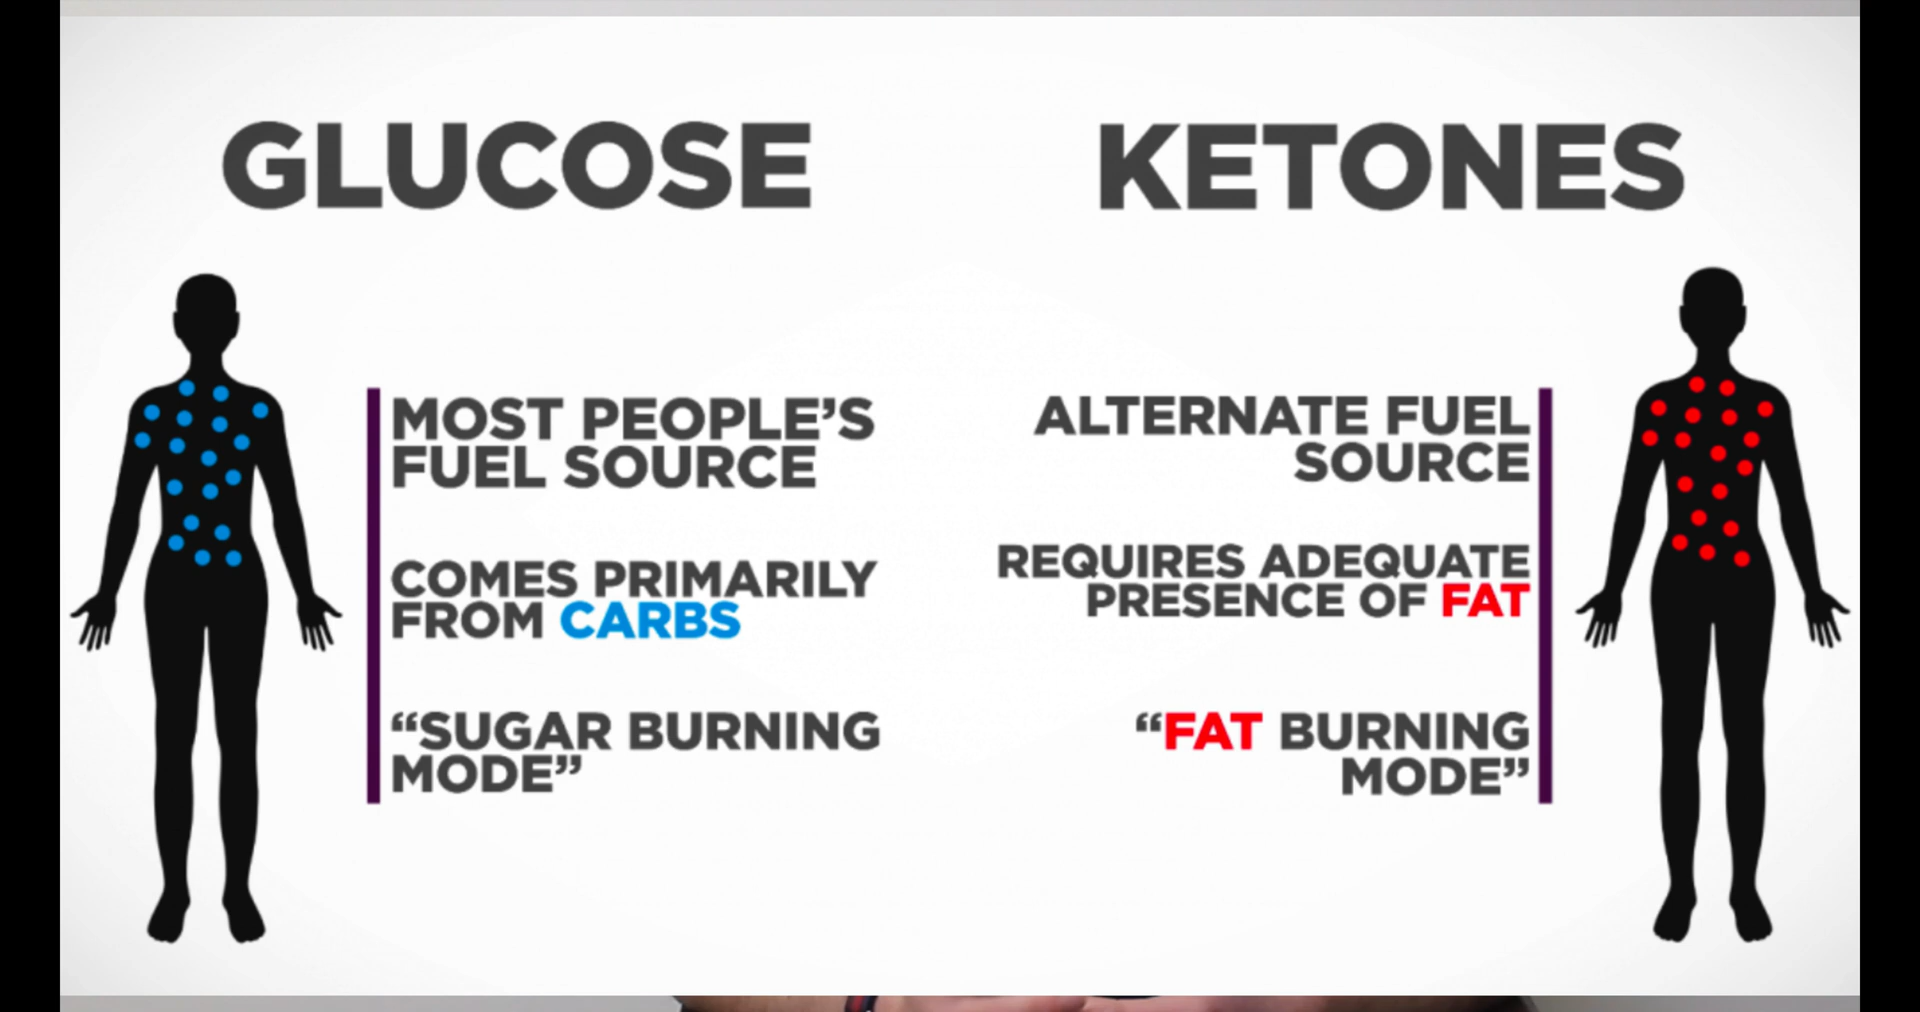 GLUCOSE
MOST PEOPLE’S
FUEL SOURCE
COMES PRIMARILY
FROM CARBS
“SUGAR BURNING
MODE”
KETONES
ALTERNATE FUEL
SOURCE
REQUIRES ADEQUATE
PRESENCE OF FAT
“FAT BURNING
MODE”